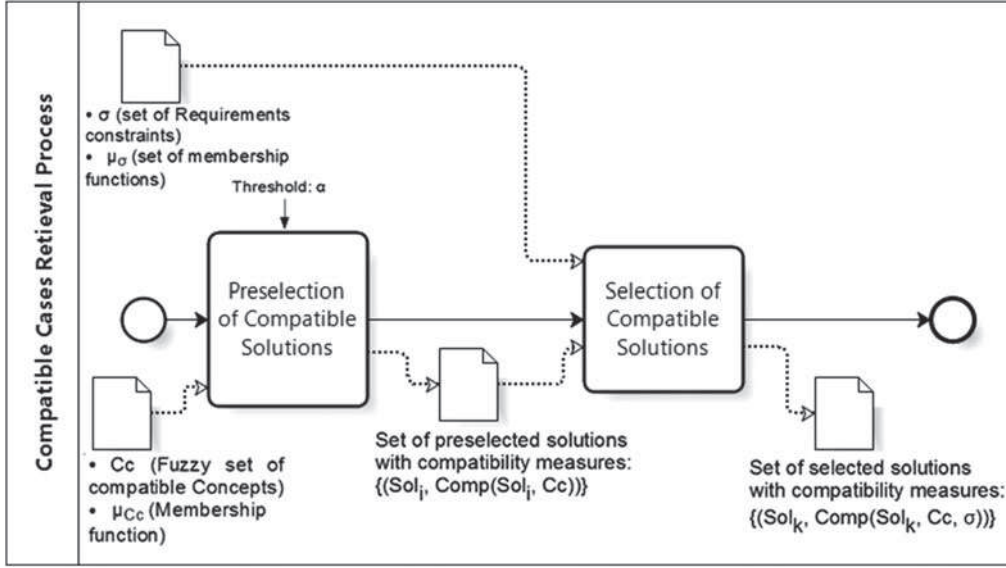 Compatible Cases Retieval Process
• σ (set of Requirements
constraints)
• μσ (set of membership
functions)
Threshold: α
Preselection
of Compatible
Solutions
Selection of
Compatible
Solutions
• Cc (Fuzzy set of
compatible Concepts)
• μCc (Membership
function)
Set of preselected solutions
with compatibility measures:
{(Soli, Comp(Soli, Cc))}
Set of selected solutions
with compatibility measures:
{(Solk, Comp(Solk, Cc, σ))}